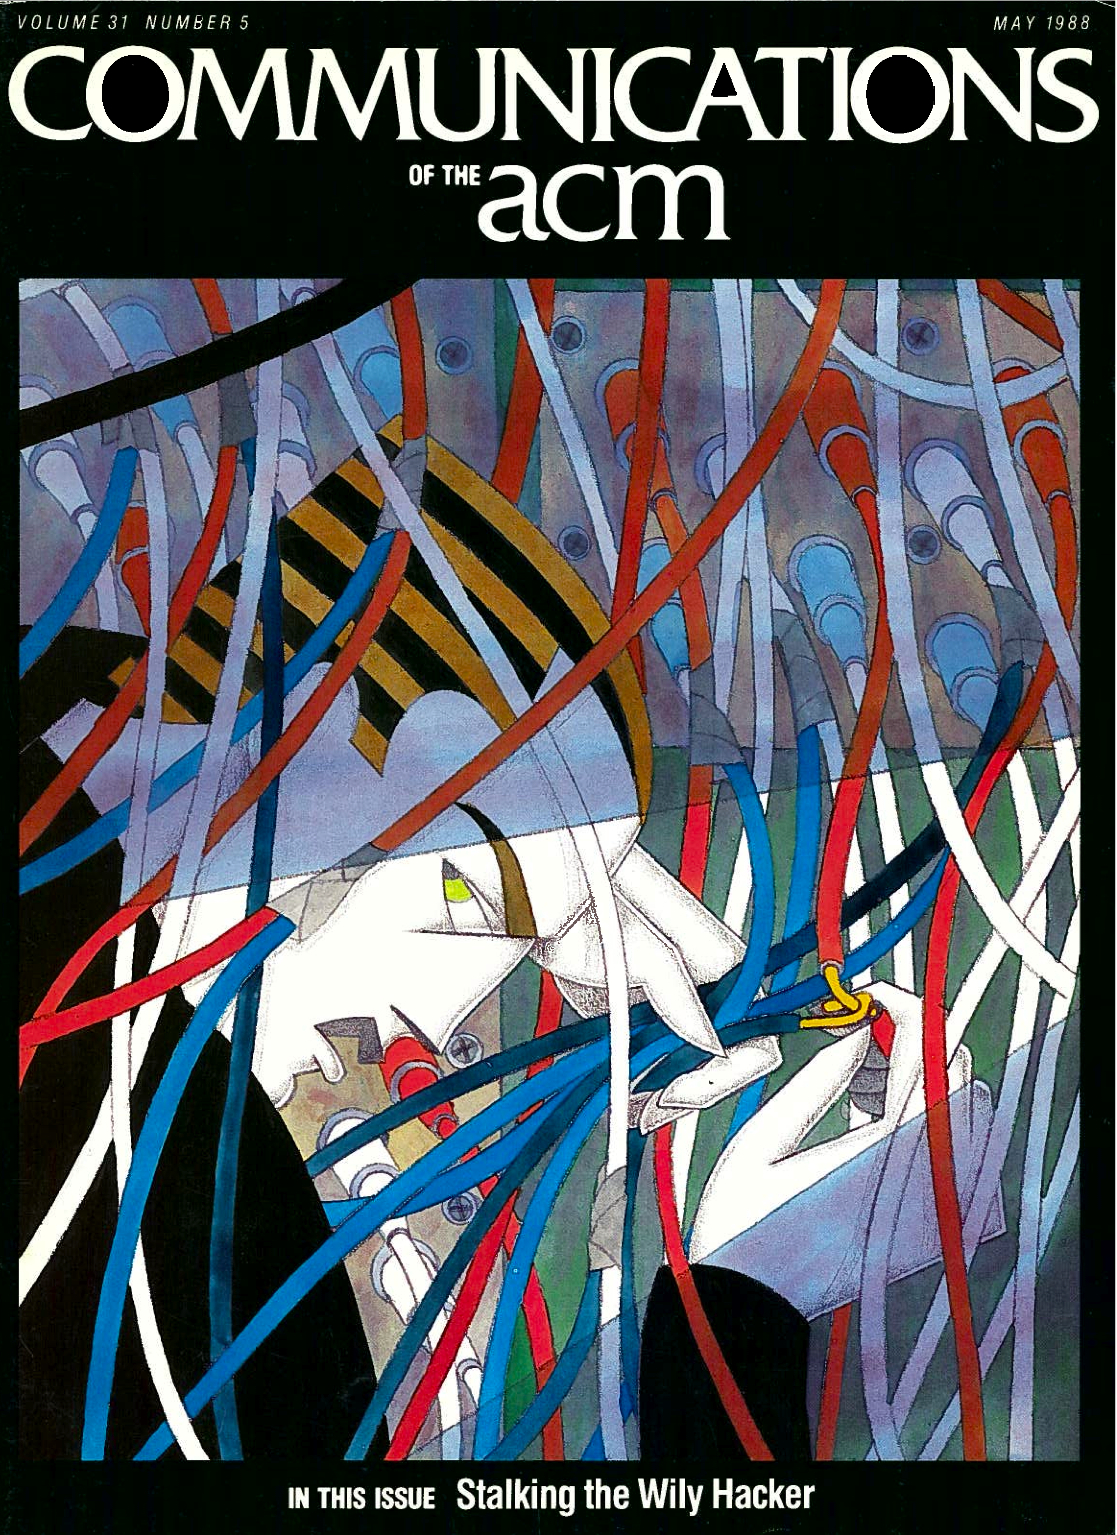 VOLUME 31 NUMBER 5
MAY 1988
COMMUNICATIONS
OF THE acm
IN THIS ISSUE Stalking the Wily Hacker